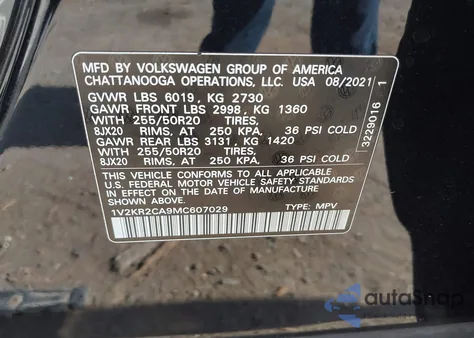 MFD BY VOLKSWAGEN GROUP OF AMERICA
CHATTANOOGA OPERATIONS, LLC. USA 08/2021
GVWR LBS 6019, KG 2730
GAWR FRONT LBS 2998, KG 1360
WITH 255/50R20 TIRES,
8JX20 RIMS, AT 250 KPA, 36 PSI COLD
GAWR REAR LBS 3131, KG 1420
WITH 255/50R20 TIRES,
8JX20 RIMS, AT 250 KPA, 36 PSI COLD
THIS VEHICLE CONFORMS TO ALL APPLICABLE
U.S. FEDERAL MOTOR VEHICLE SAFETY STANDARDS
IN EFFECT ON THE DATE OF MANUFACTURE
SHOWN ABOVE.
1V2KR2CA9MC607029 TYPE: MPV
3229016 1
autoSnap